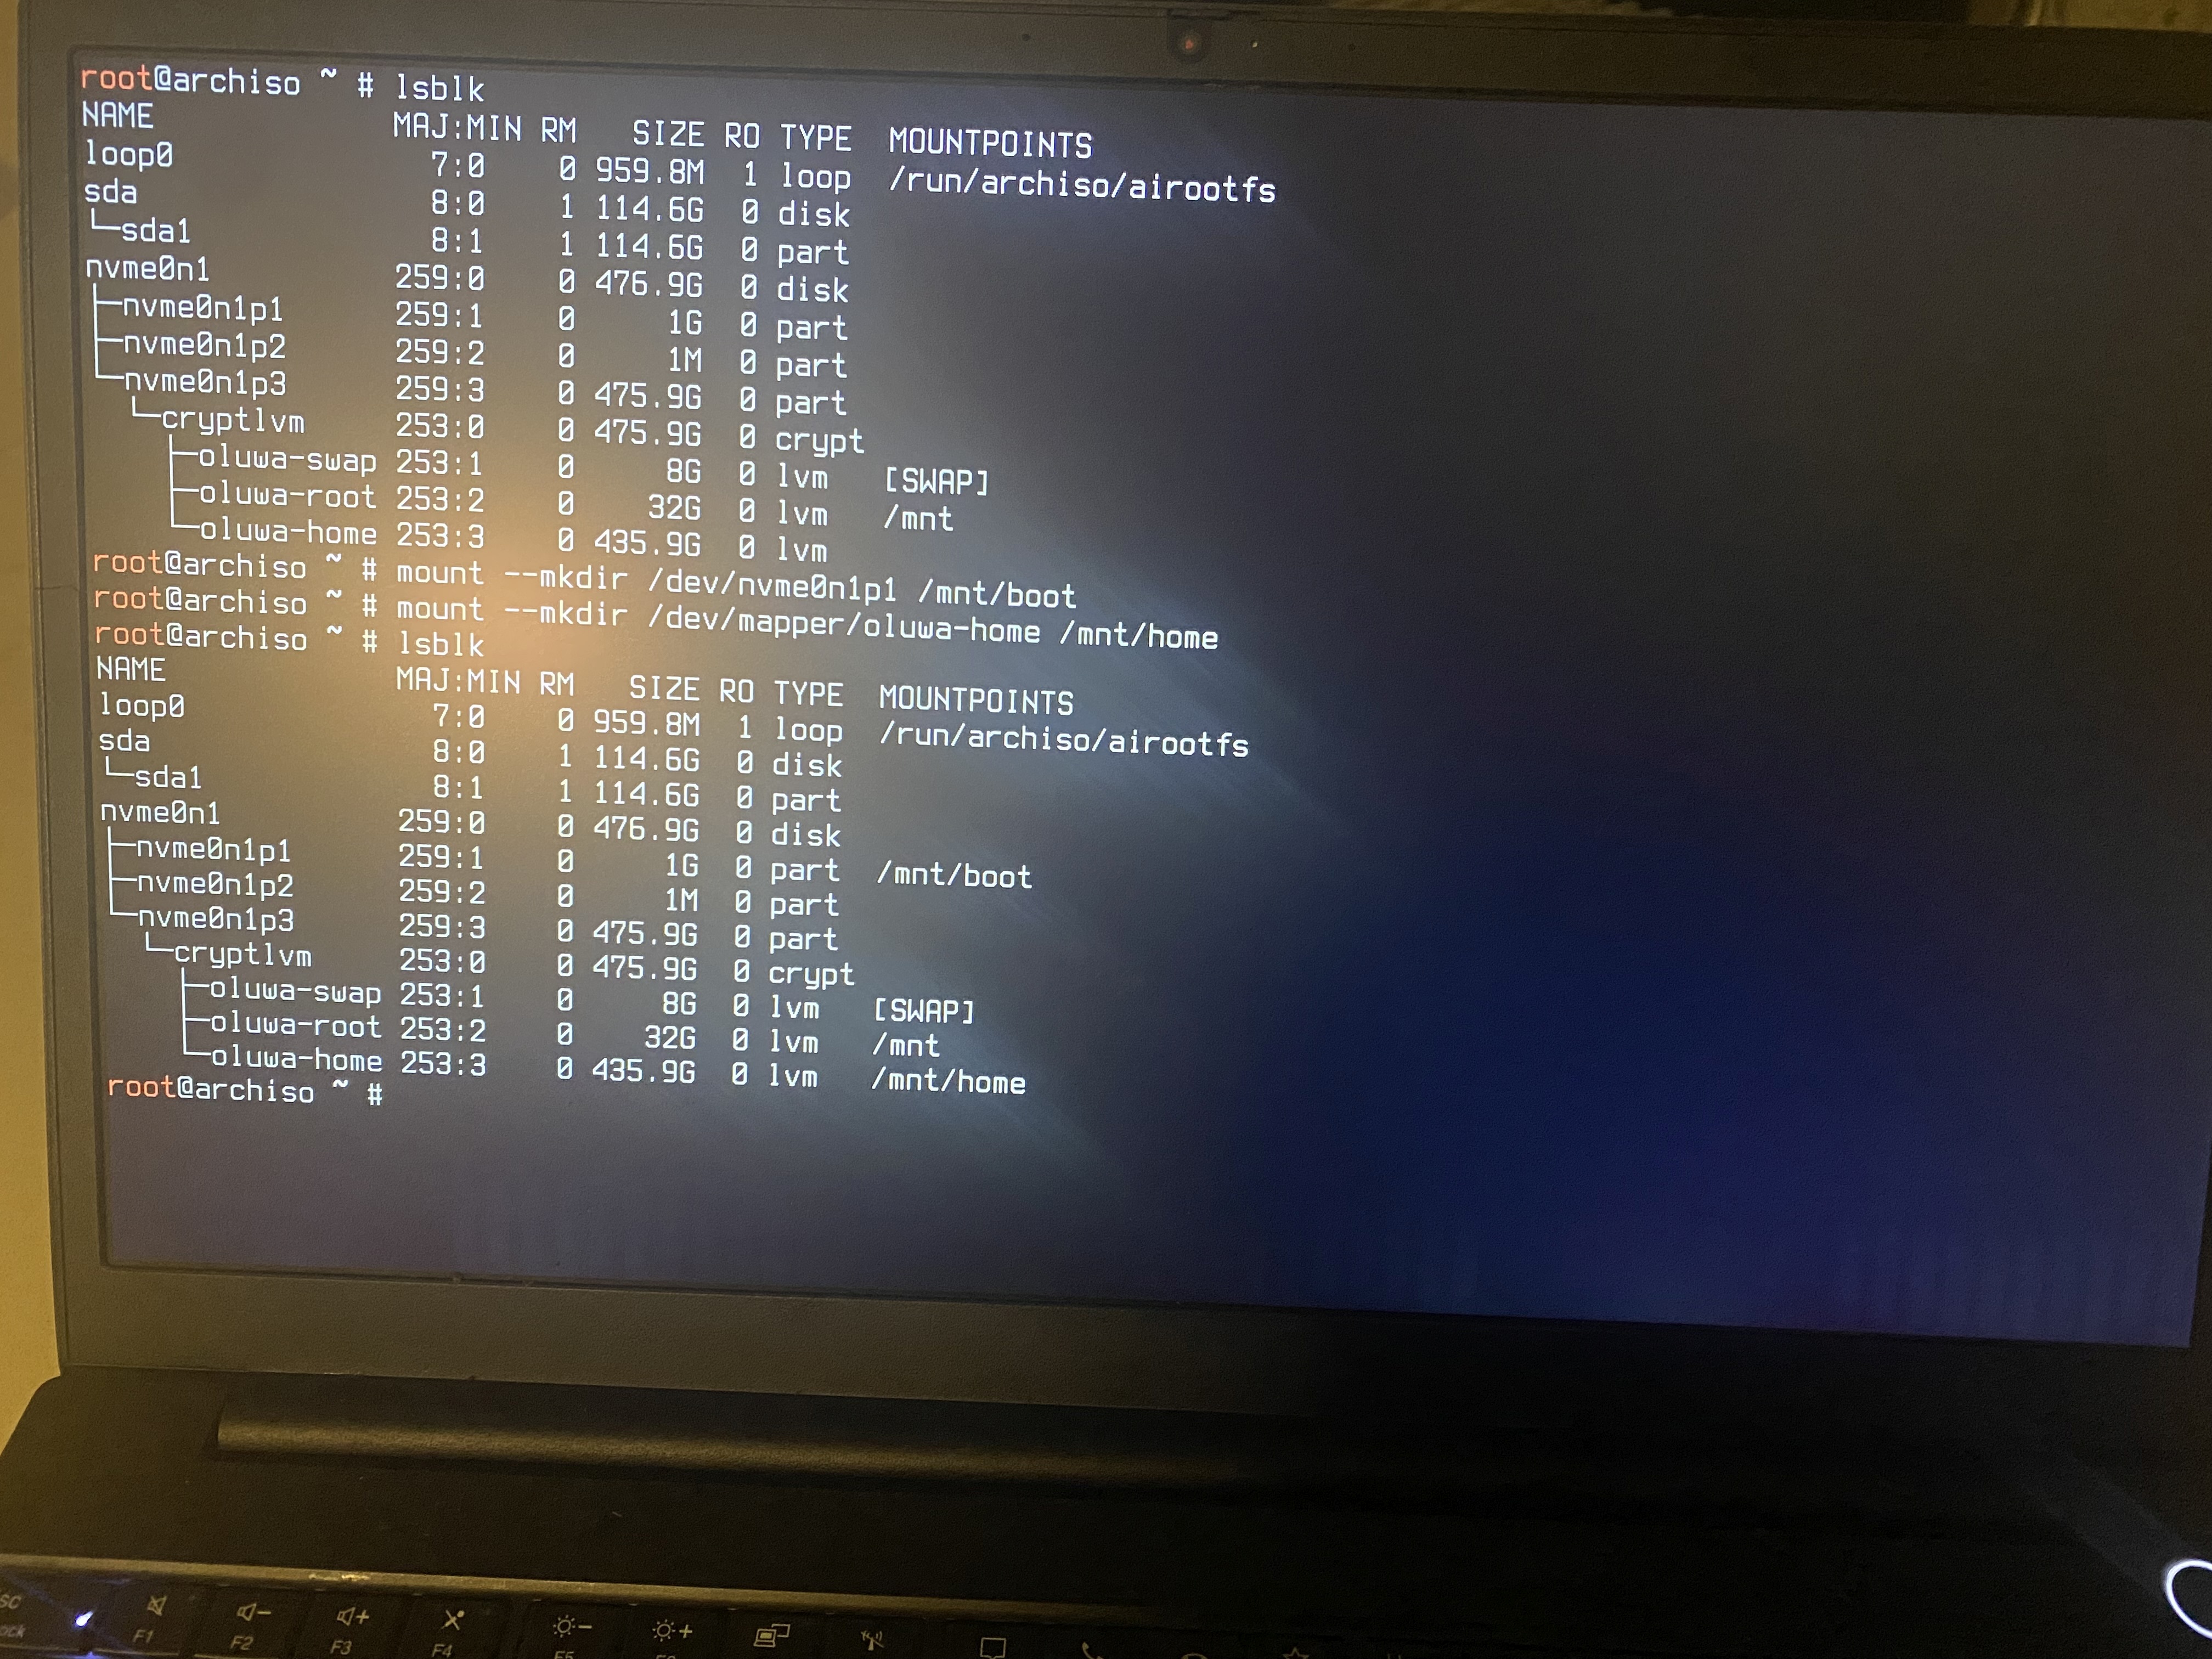 root@archiso ~ # lsblk
NAME MAJ:MIN RM SIZE RO TYPE MOUNTPOINTS
loop0 7:0 0 959.8M 1 loop /run/archiso/airootfs
sda 8:0 1 114.6G 0 disk
└─sda1 8:1 1 114.6G 0 part
nvme0n1 259:0 0 476.9G 0 disk
├─nvme0n1p1 259:1 0 1G 0 part
├─nvme0n1p2 259:2 0 1M 0 part
└─nvme0n1p3 259:3 0 475.9G 0 part
└─cryptlvm 253:0 0 475.9G 0 crypt
├─oluwa-swap 253:1 0 8G 0 lvm [SWAP]
├─oluwa-root 253:2 0 32G 0 lvm /mnt
└─oluwa-home 253:3 0 435.9G 0 lvm
root@archiso ~ # mount --mkdir /dev/nvme0n1p1 /mnt/boot
root@archiso ~ # mount --mkdir /dev/mapper/oluwa-home /mnt/home
root@archiso ~ # lsblk
NAME MAJ:MIN RM SIZE RO TYPE MOUNTPOINTS
loop0 7:0 0 959.8M 1 loop /run/archiso/airootfs
sda 8:0 1 114.6G 0 disk
└─sda1 8:1 1 114.6G 0 part
nvme0n1 259:0 0 476.9G 0 disk
├─nvme0n1p1 259:1 0 1G 0 part /mnt/boot
├─nvme0n1p2 259:2 0 1M 0 part
└─nvme0n1p3 259:3 0 475.9G 0 part
└─cryptlvm 253:0 0 475.9G 0 crypt
├─oluwa-swap 253:1 0 8G 0 lvm [SWAP]
├─oluwa-root 253:2 0 32G 0 lvm /mnt
└─oluwa-home 253:3 0 435.9G 0 lvm /mnt/home
root@archiso ~ #
F1 F2 F3 F4